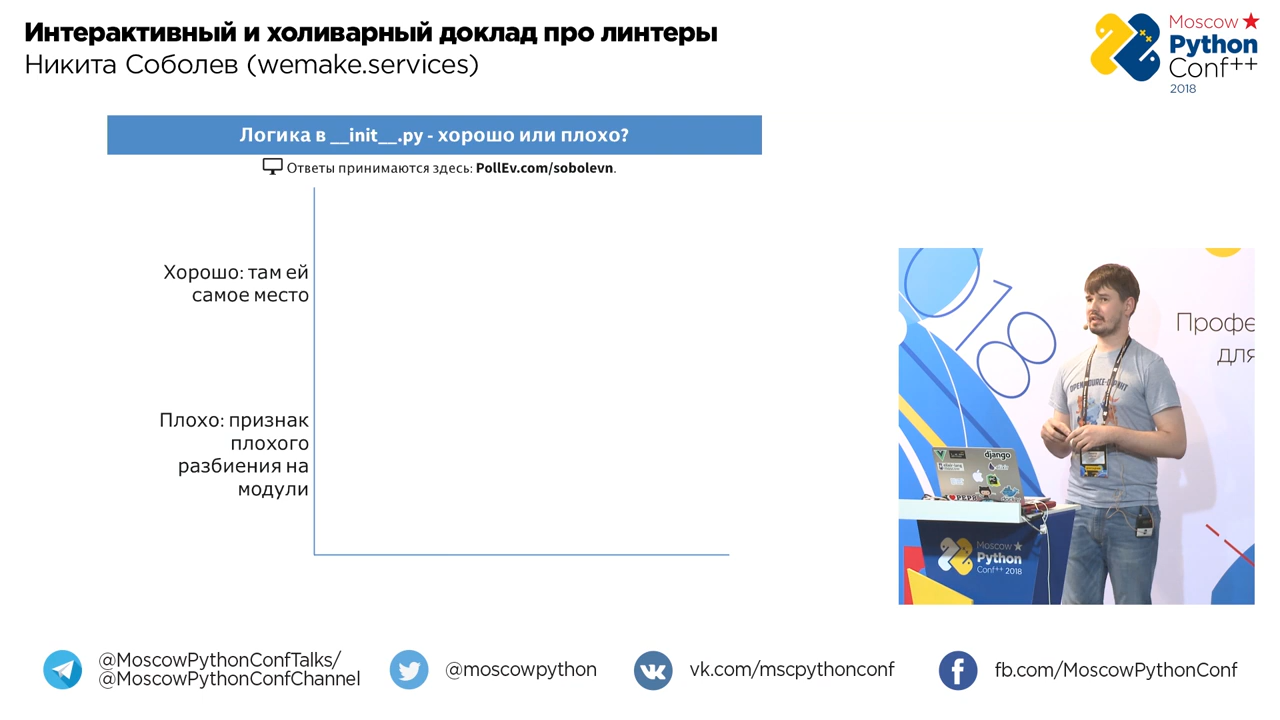 Интерактивный и холиварный доклад про линтеры
Никита Соболев (wemake.services)
Moscow
Python
Conf++
2018
Логика в __init__.py - хорошо или плохо?
Ответы принимаются здесь: PollEv.com/sobolevn.
Хорошо: там ей
самое место
Плохо: признак
плохого
разбиения на
модули
2018
Профе
для
django
elixir
Moscow
Python
Conf++ 2018
@MoscowPythonConfTalks/
@MoscowPythonConfChannel
@moscowpython
vk.com/mscpythonconf
fb.com/MoscowPythonConf